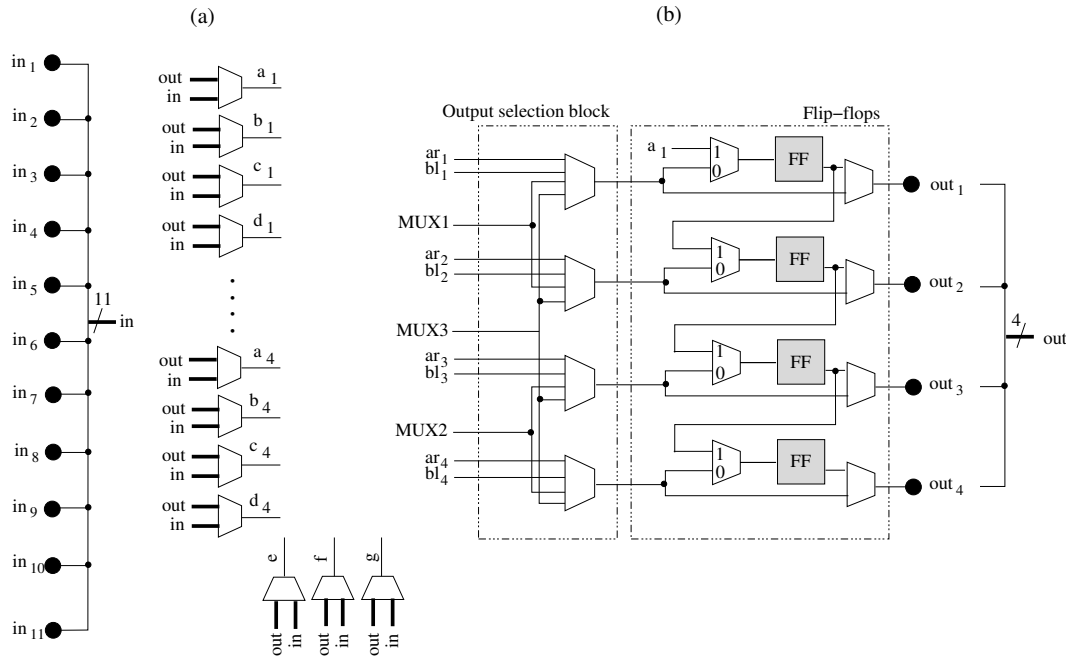 (a)
in 1
in 2
in 3
in 4
in 5
in 6
in 7
in 8
in 9
in 10
in 11
11
in
out
in
a 1
out
in
b 1
out
in
c 1
out
in
d 1
out
in
a 4
out
in
b 4
out
in
c 4
out
in
d 4
e
f
g
out
in
out
in
out
in
(b)
Output selection block
Flip-flops
ar1
bl1
MUX1
ar2
bl2
MUX3
ar3
bl3
MUX2
ar4
bl4
a1
1
0
FF
1
0
FF
1
0
FF
1
0
FF
out 1
out 2
out 3
out 4
4
out